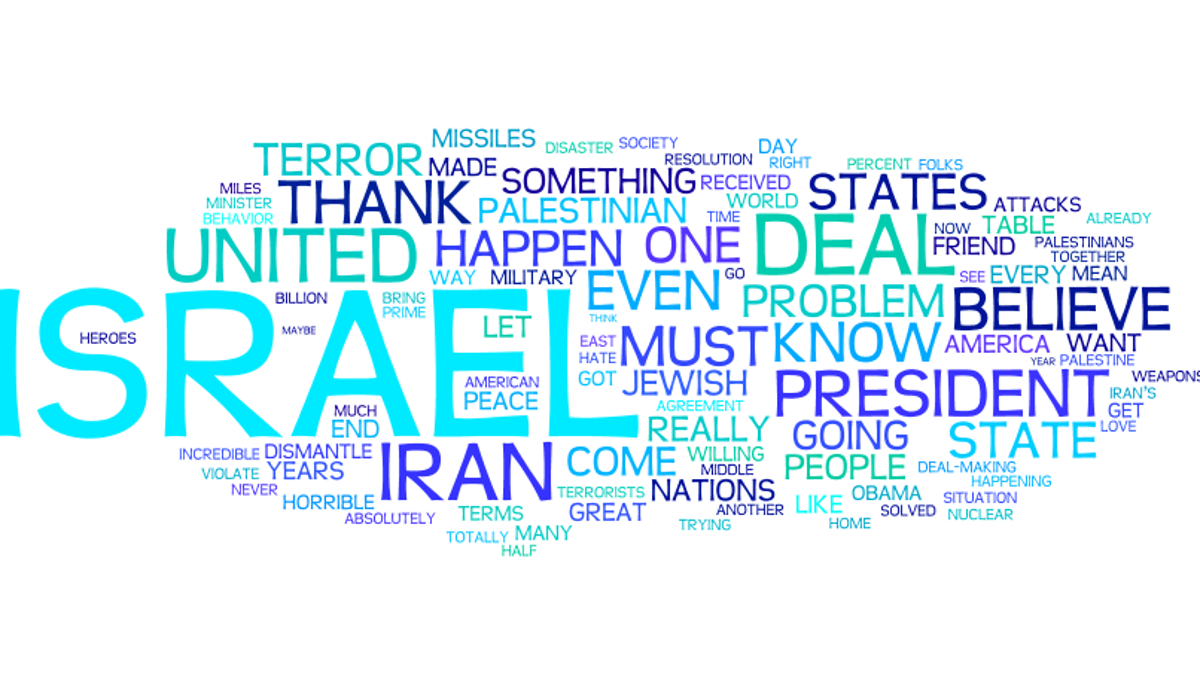 MISSILES
DISASTER
SOCIETY
DAY
TERROR
MADE
RESOLUTION
RIGHT
PERCENT
FOLKS
MILES
THANK
SOMETHING
RECEIVED
STATES
MINISTER
PALESTINIAN
WORLD
ATTACKS
BEHAVIOR
TIME
NOW
TABLE
ALREADY
UNITED
HAPPEN
ONE
DEAL
FRIEND
PALESTINIANS
TOGETHER
WAY
MILITARY
EVEN
GO
SEE
EVERY
MEAN
ISRAEL
BILLION
BRING
PRIME
PROBLEM
BELIEVE
HEROES
MAYBE
LET
THINK
EAST
MUST
KNOW
AMERICA
WANT
HATE
YEAR
PALESTINE
AMERICAN
GOT
JEWISH
PRESIDENT
WEAPONS
PEACE
IRAN'S
MUCH
AGREEMENT
GET
END
REALLY
GOING
STATE
LOVE
INCREDIBLE
DISMANTLE
IRAN
COME
WILLING
PEOPLE
DEAL-MAKING
VIOLATE
YEARS
MIDDLE
HAPPENING
NEVER
HORRIBLE
TERRORISTS
NATIONS
LIKE
OBAMA
SITUATION
ABSOLUTELY
TERMS
GREAT
ANOTHER
SOLVED
NUCLEAR
TRYING
HOME
TOTALLY
MANY
HALF